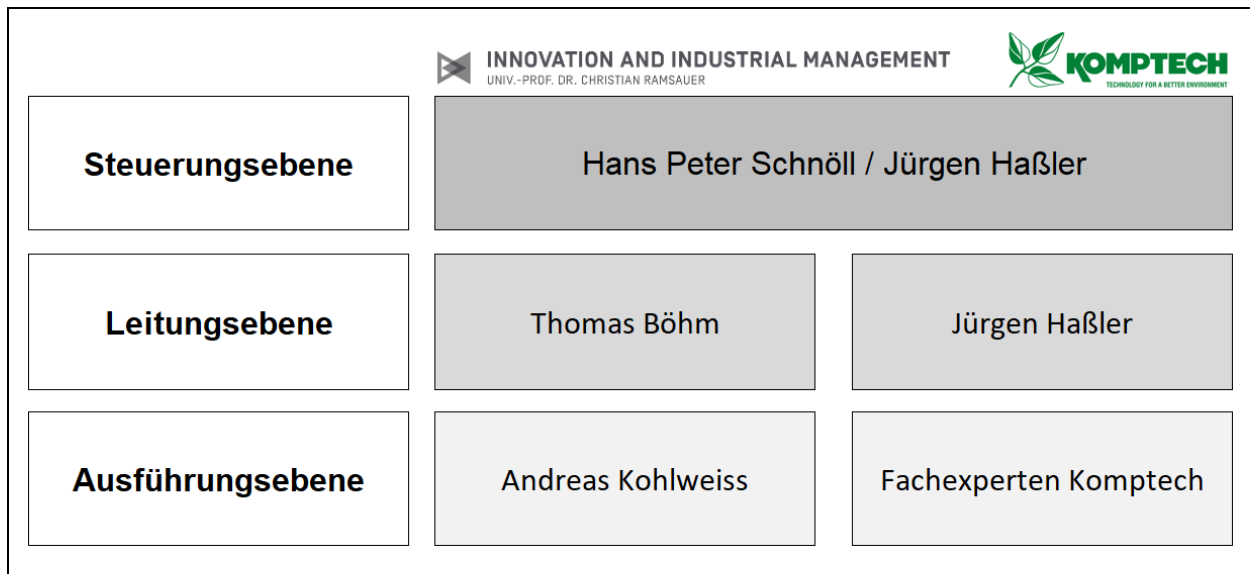 INNOVATION AND INDUSTRIAL MANAGEMENT
UNIV.-PROF. DR. CHRISTIAN RAMSAUER
KOMPTECH
TECHNOLOGY FOR A BETTER ENVIRONMENT
Steuerungsebene
Hans Peter Schnöll / Jürgen Haßler
Leitungsebene
Thomas Böhm
Jürgen Haßler
Ausführungsebene
Andreas Kohlweiss
Fachexperten Komptech